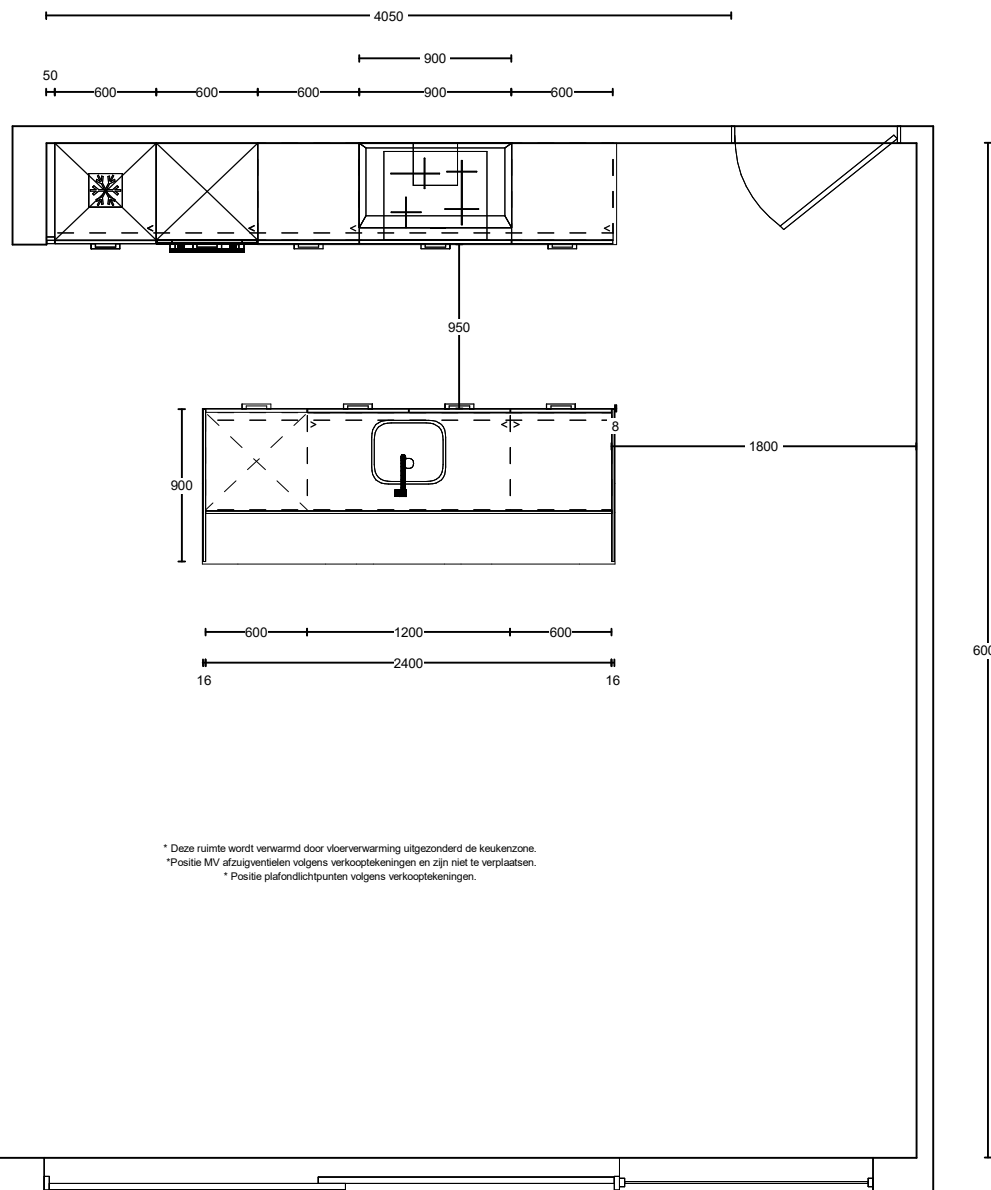 4050
900
50
600 600 600 900 600
950
8
1800
900
600 1200 600
2400
16 16
* Deze ruimte wordt verwarmd door vloerverwarming uitgezonderd de keukenzone.
*Positie MV afzuigventielen volgens verkooptekeningen en zijn niet te verplaatsen.
* Positie plafondlichtpunten volgens verkooptekeningen.